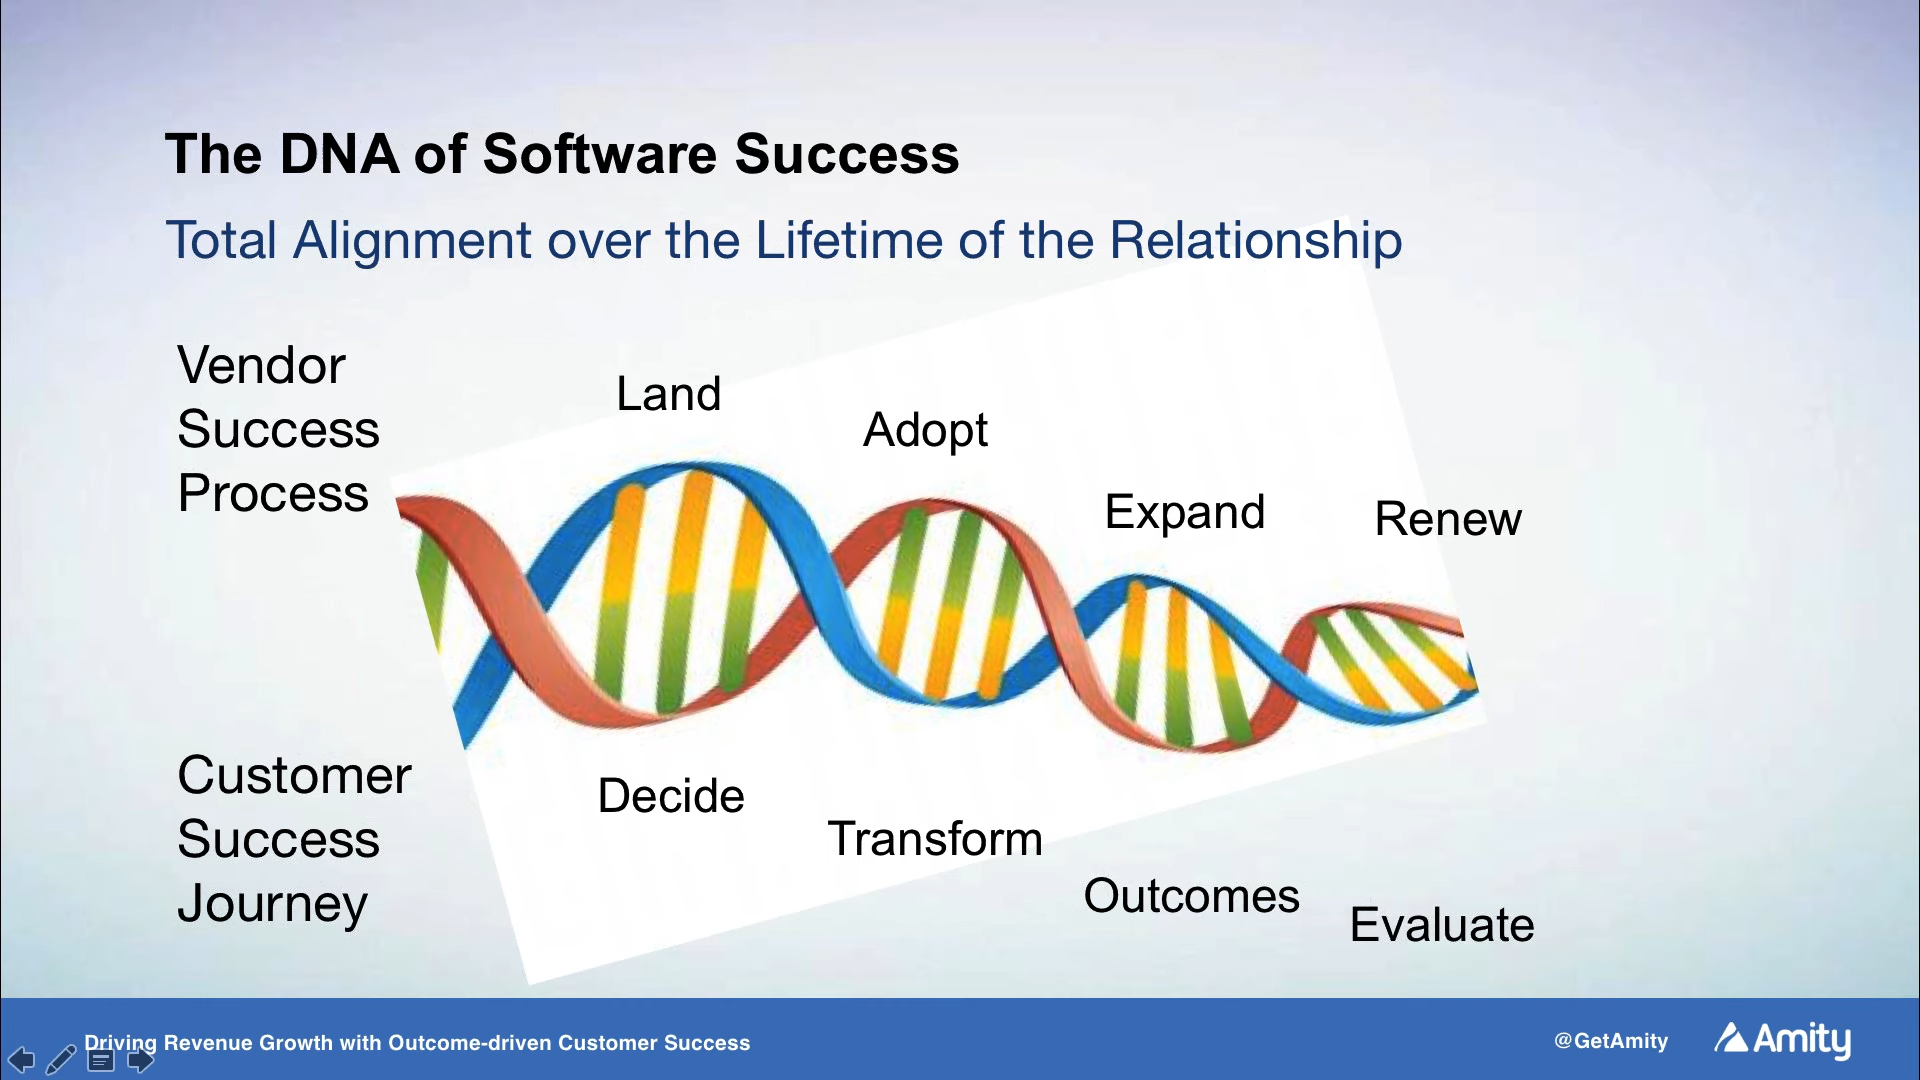 The DNA of Software Success
Total Alignment over the Lifetime of the Relationship
Vendor
Success
Process
Land
Adopt
Expand
Renew
Customer
Success
Journey
Decide
Transform
Outcomes
Evaluate
Driving Revenue Growth with Outcome-driven Customer Success
@GetAmity
Amity